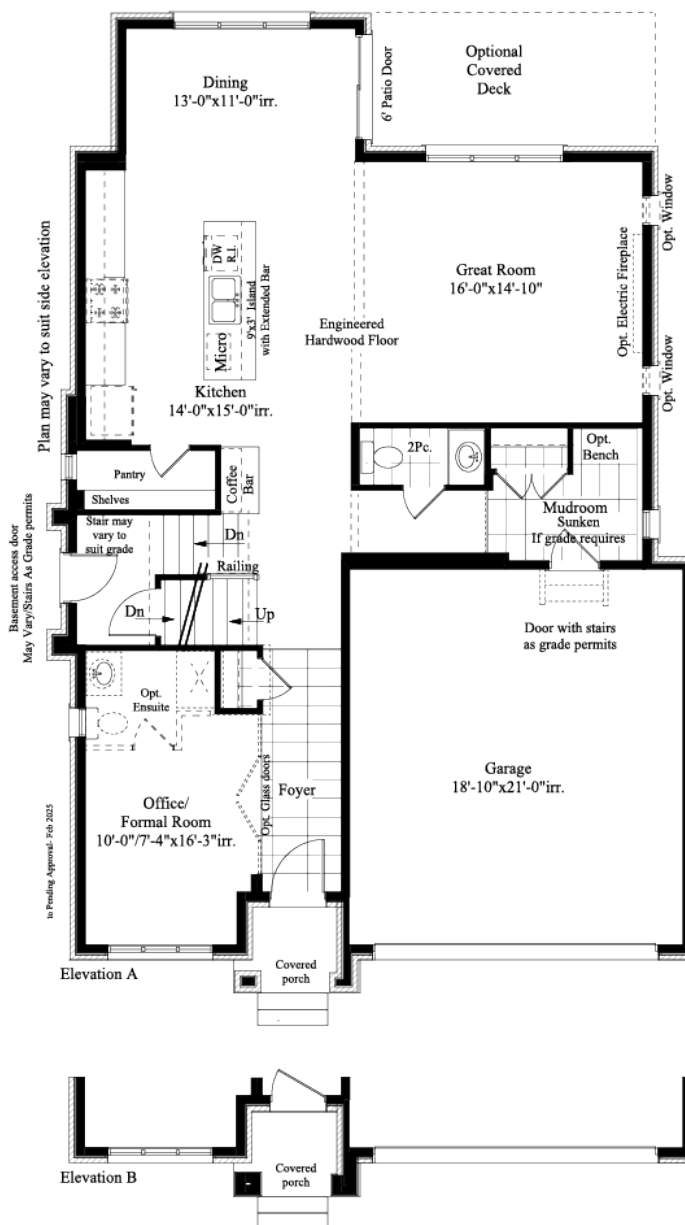 Dining
13'-0"x11'-0"irr.
6' Patio Door
Optional
Covered
Deck
Opt. Window
Plan may vary to suit side elevation
DW
R.I.
9'x3' Island
with Extended Bar
Micro
Great Room
16'-0"x14'-10"
Opt. Electric Fireplace
Engineered
Hardwood Floor
Opt. Window
Kitchen
14'-0"x15'-0"irr.
2Pc.
Opt.
Bench
Pantry
Shelves
Coffee
Bar
Mudroom
Sunken
If grade requires
Basement access door
May Vary/Stairs As Grade permits
Stair may
vary to
suit grade
Dn
Railing
Dn
Up
Door with stairs
as grade permits
Opt.
Ensuite
Opt. Glass doors
Foyer
Garage
18'-10"x21'-0"irr.
Office/
Formal Room
10'-0"/7'-4"x16'-3"irr.
to Pending Approval- Feb 2025
Covered
porch
Elevation A
Covered
porch
Elevation B